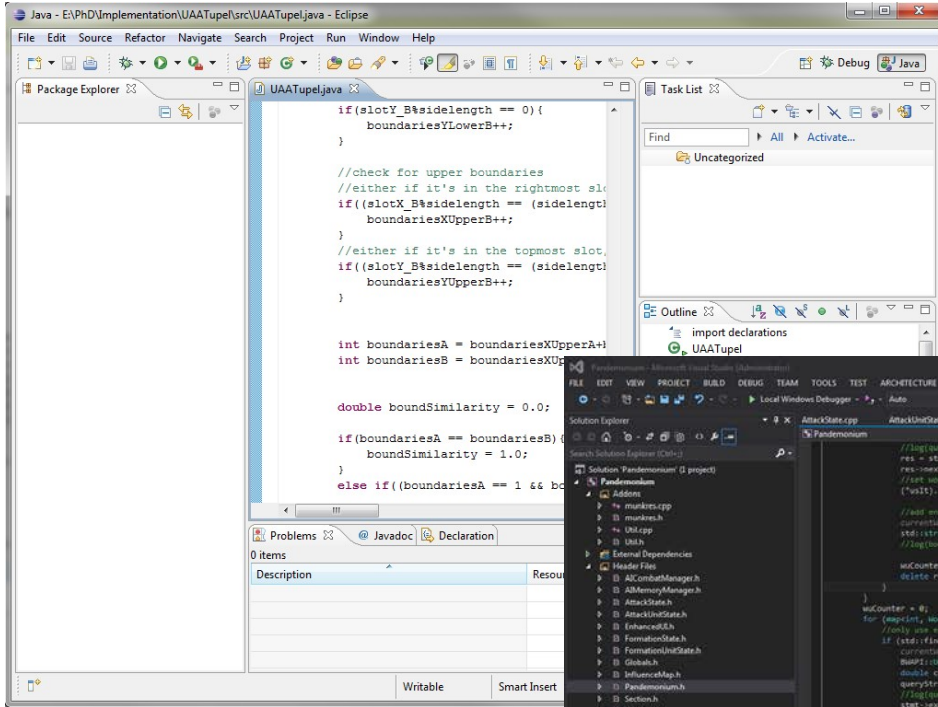 Java - E:\PhD\Implementation\UAATupel\src\UAATupel.java - Eclipse
File Edit Source Refactor Navigate Search Project Run Window Help
Debug Java
Package Explorer
UAATupel.java
Task List
Find All Activate...
Uncategorized
if(slotY_B%sidelength == 0){
boundariesYLowerB++;
}
//check for upper boundaries
//either if it's in the rightmost
if((slotX_B%sidelength ==
boundariesXUpperB++;
}
//either if it's in the topmost slot,
if((slotY_B%sidelength ==
boundariesYUpperB++;
}
int boundariesA = boundariesXUpperA+
int boundariesB =
double boundSimilarity = 0.0;
if(boundariesA == boundariesB){
boundSimilarity = 1.0;
}
else if((boundariesA == 1 &&
Outline
import declarations
UAATupel
Problems Javadoc Declaration
0 items
Description
Writable Smart Insert
Pandemonium - Microsoft Visual Studio (Administrator)
FILE EDIT VIEW PROJECT BUILD DEBUG TEAM TOOLS TEST ARCHITECTURE
Local Windows Debugger Auto
Solution Explorer
Search Solution Explorer (Ctrl+;)
Solution 'Pandemonium' (1 project)
Pandemonium
Addons
munkres.cpp
munkres.h
Util.cpp
Util.h
External Dependencies
Header Files
AICombatManager.h
AIMemoryManager.h
AttackState.h
AttackUnitState.h
EnhancedUI.h
FormationState.h
FormationUnitState.h
Globals.h
InfluenceMap.h
Pandemonium.h
Section.h
AttackState.cpp
Pandemonium
}
}
wuCounter = 0;